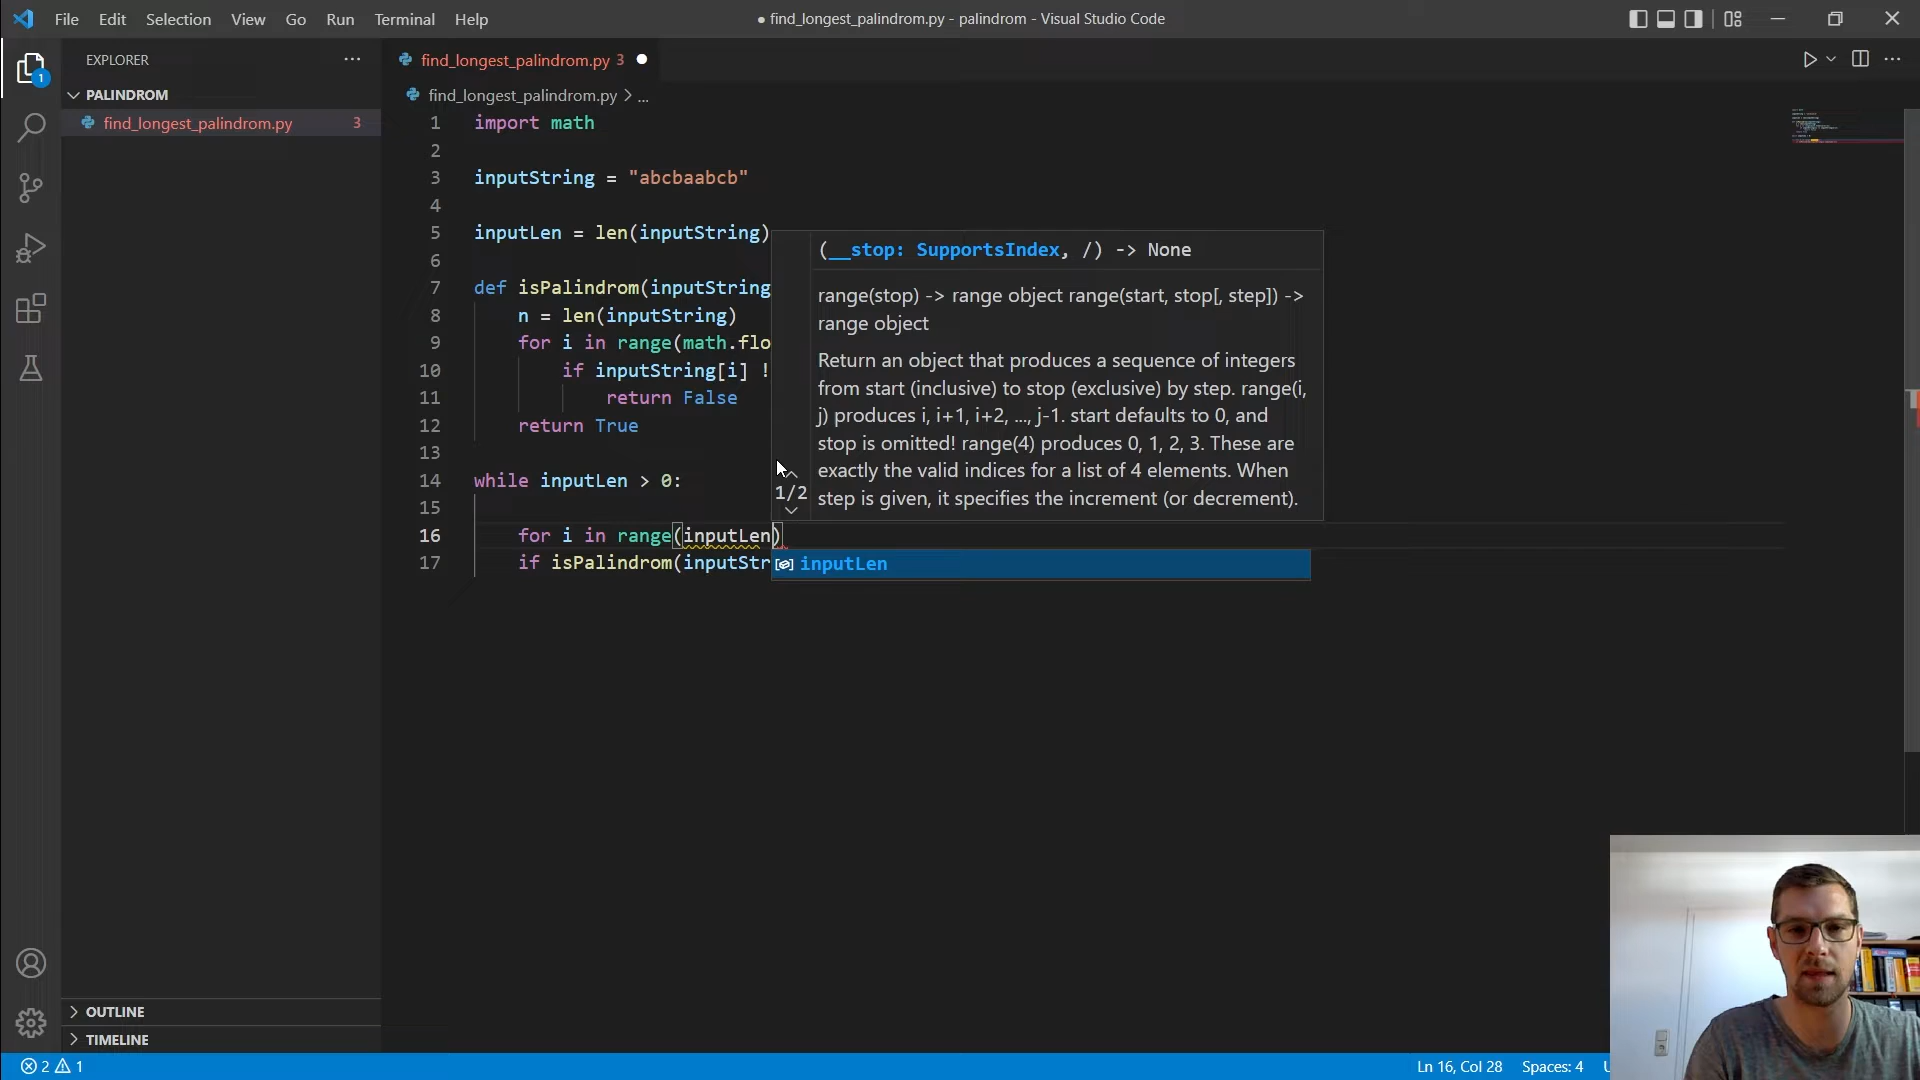 File Edit Selection View Go Run Terminal Help
● find_longest_palindrom.py - palindrom - Visual Studio Code
EXPLORER
1
PALINDROM
find_longest_palindrom.py 3
OUTLINE
TIMELINE
find_longest_palindrom.py 3
find_longest_palindrom.py > ...
1 import math
2
3 inputString = "abcbaabcb"
4
5 inputLen = len(inputString)
6
7 def isPalindrom(inputString
8 n = len(inputString)
9 for i in range(math.flo
10 if inputString[i] !
11 return False
12 return True
13
14 while inputLen > 0:
15
16 for i in range(inputLen)
17 if isPalindrom(inputStr
(__stop: SupportsIndex, /) -> None
range(stop) -> range object range(start, stop[, step]) ->
range object
Return an object that produces a sequence of integers
from start (inclusive) to stop (exclusive) by step. range(i,
j) produces i, i+1, i+2, ..., j-1. start defaults to 0, and
stop is omitted! range(4) produces 0, 1, 2, 3. These are
exactly the valid indices for a list of 4 elements. When
step is given, it specifies the increment (or decrement).
1/2
inputLen
2 1
Ln 16, Col 28 Spaces: 4